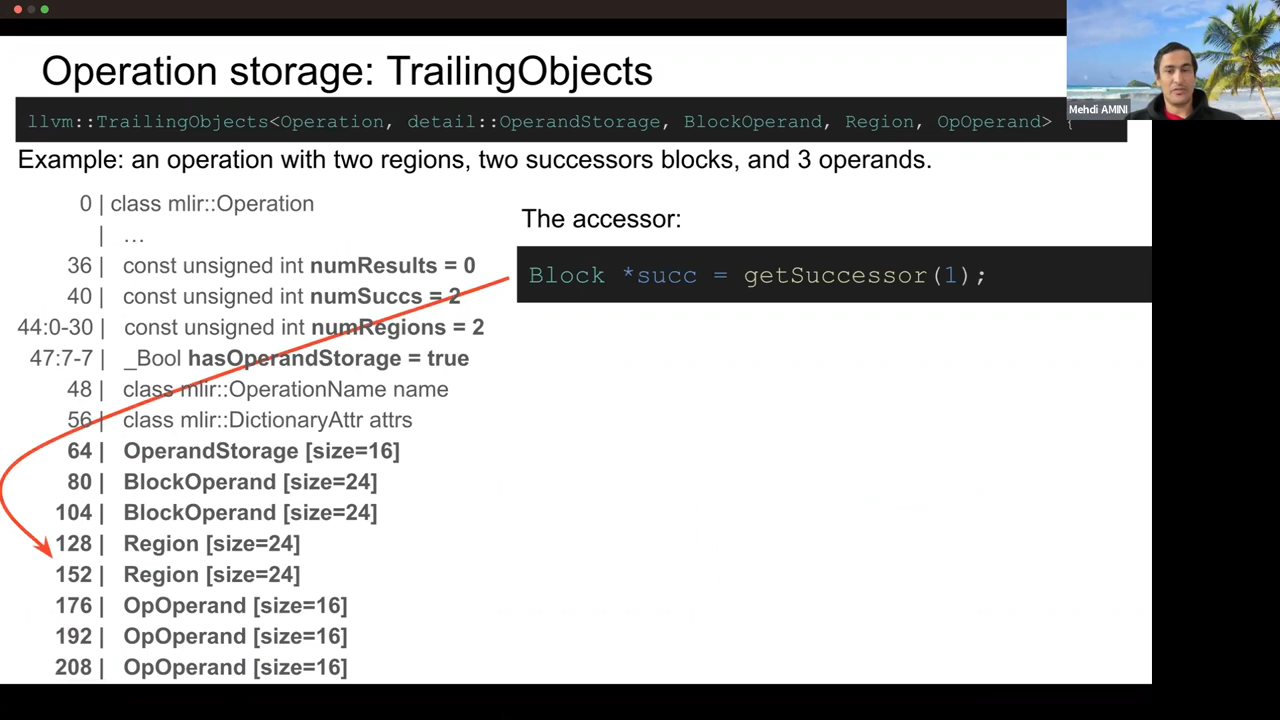 Operation storage: TrailingObjects
Mehdi AMINI
llvm::TrailingObjects<Operation, detail::OperandStorage, BlockOperand, Region, OpOperand> {
Example: an operation with two regions, two successors blocks, and 3 operands.
0 | class mlir::Operation
| …
36 | const unsigned int numResults = 0
40 | const unsigned int numSuccs = 2
44:0-30 | const unsigned int numRegions = 2
47:7-7 | _Bool hasOperandStorage = true
48 | class mlir::OperationName name
56 | class mlir::DictionaryAttr attrs
64 | OperandStorage [size=16]
80 | BlockOperand [size=24]
104 | BlockOperand [size=24]
128 | Region [size=24]
152 | Region [size=24]
176 | OpOperand [size=16]
192 | OpOperand [size=16]
208 | OpOperand [size=16]
The accessor:
Block *succ = getSuccessor(1);